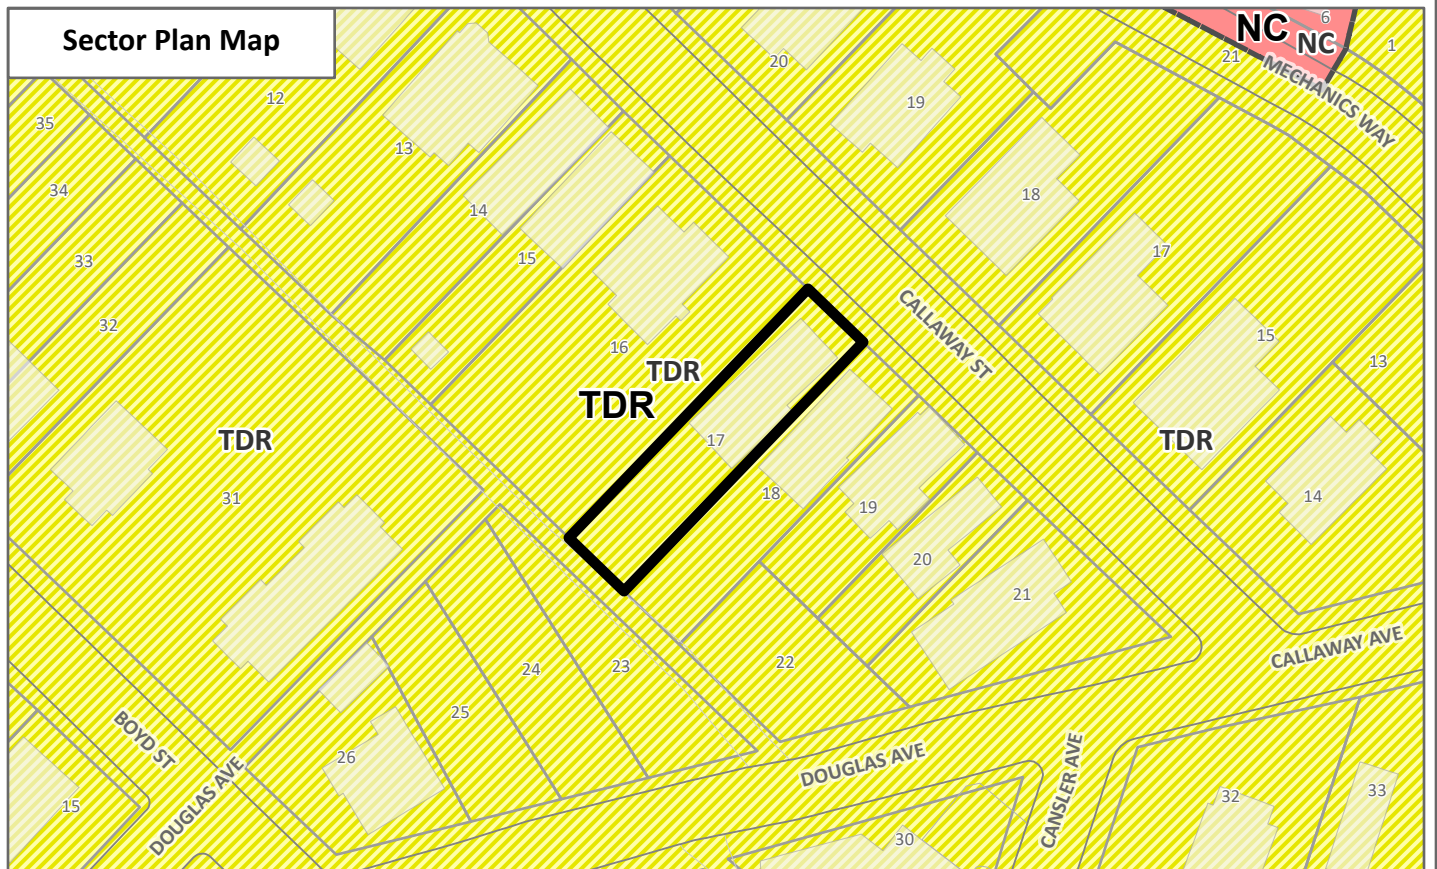 Sector Plan Map
NC
NC
6
1
21
MECHANICS WAY
20
12
19
35
13
34
18
14
17
15
33
32
CALLAWAY ST
15
16
13
TDR
TDR
TDR
TDR
17
31
18
14
19
20
21
CALLAWAY AVE
22
23
24
25
BOYD ST
26
DOUGLAS AVE
DOUGLAS AVE
CANSLER AVE
15
32
33
30